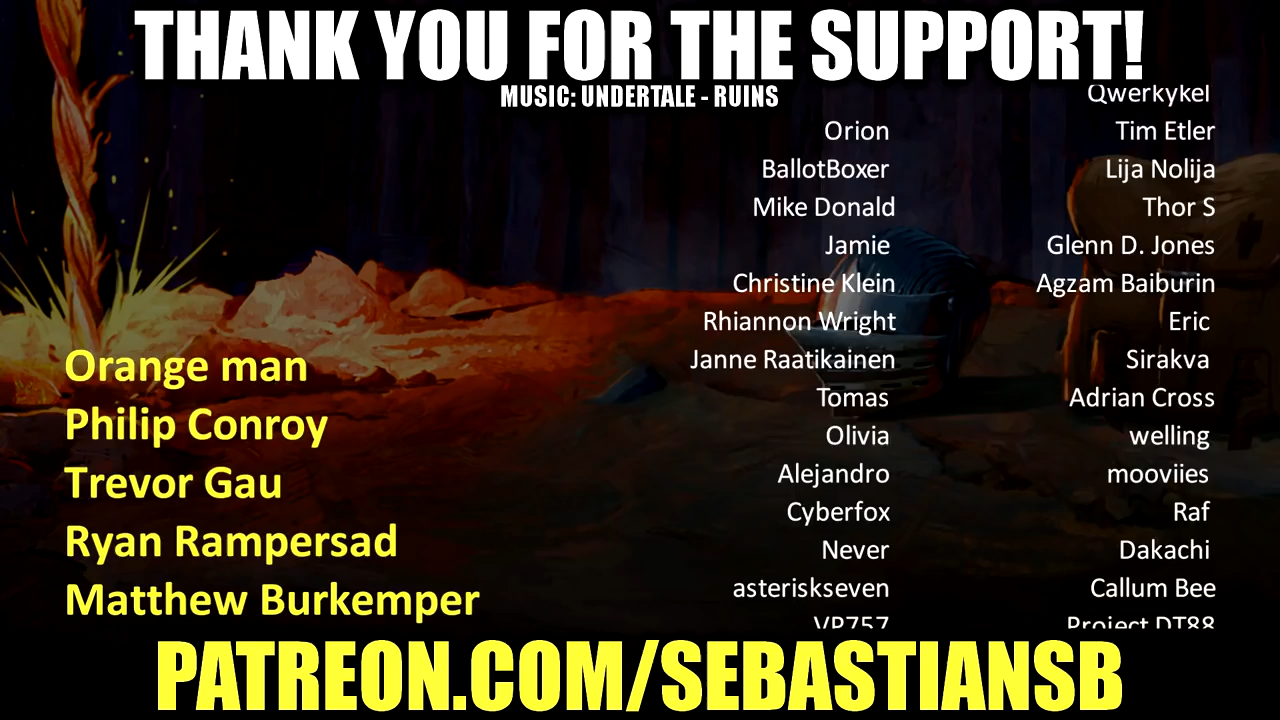 THANK YOU FOR THE SUPPORT!
MUSIC: UNDERTALE - RUINS
Orange man
Philip Conroy
Trevor Gau
Ryan Rampersad
Matthew Burkemper
Orion
BallotBoxer
Mike Donald
Jamie
Christine Klein
Rhiannon Wright
Janne Raatikainen
Tomas
Olivia
Alejandro
Cyberfox
Never
asteriskseven
VP757
Qwerkykel
Tim Etler
Lija Nolija
Thor S
Glenn D. Jones
Agzam Baiburin
Eric
Sirakva
Adrian Cross
welling
mooviies
Raf
Dakachi
Callum Bee
Project DT88
PATREON.COM/SEBASTIANSB